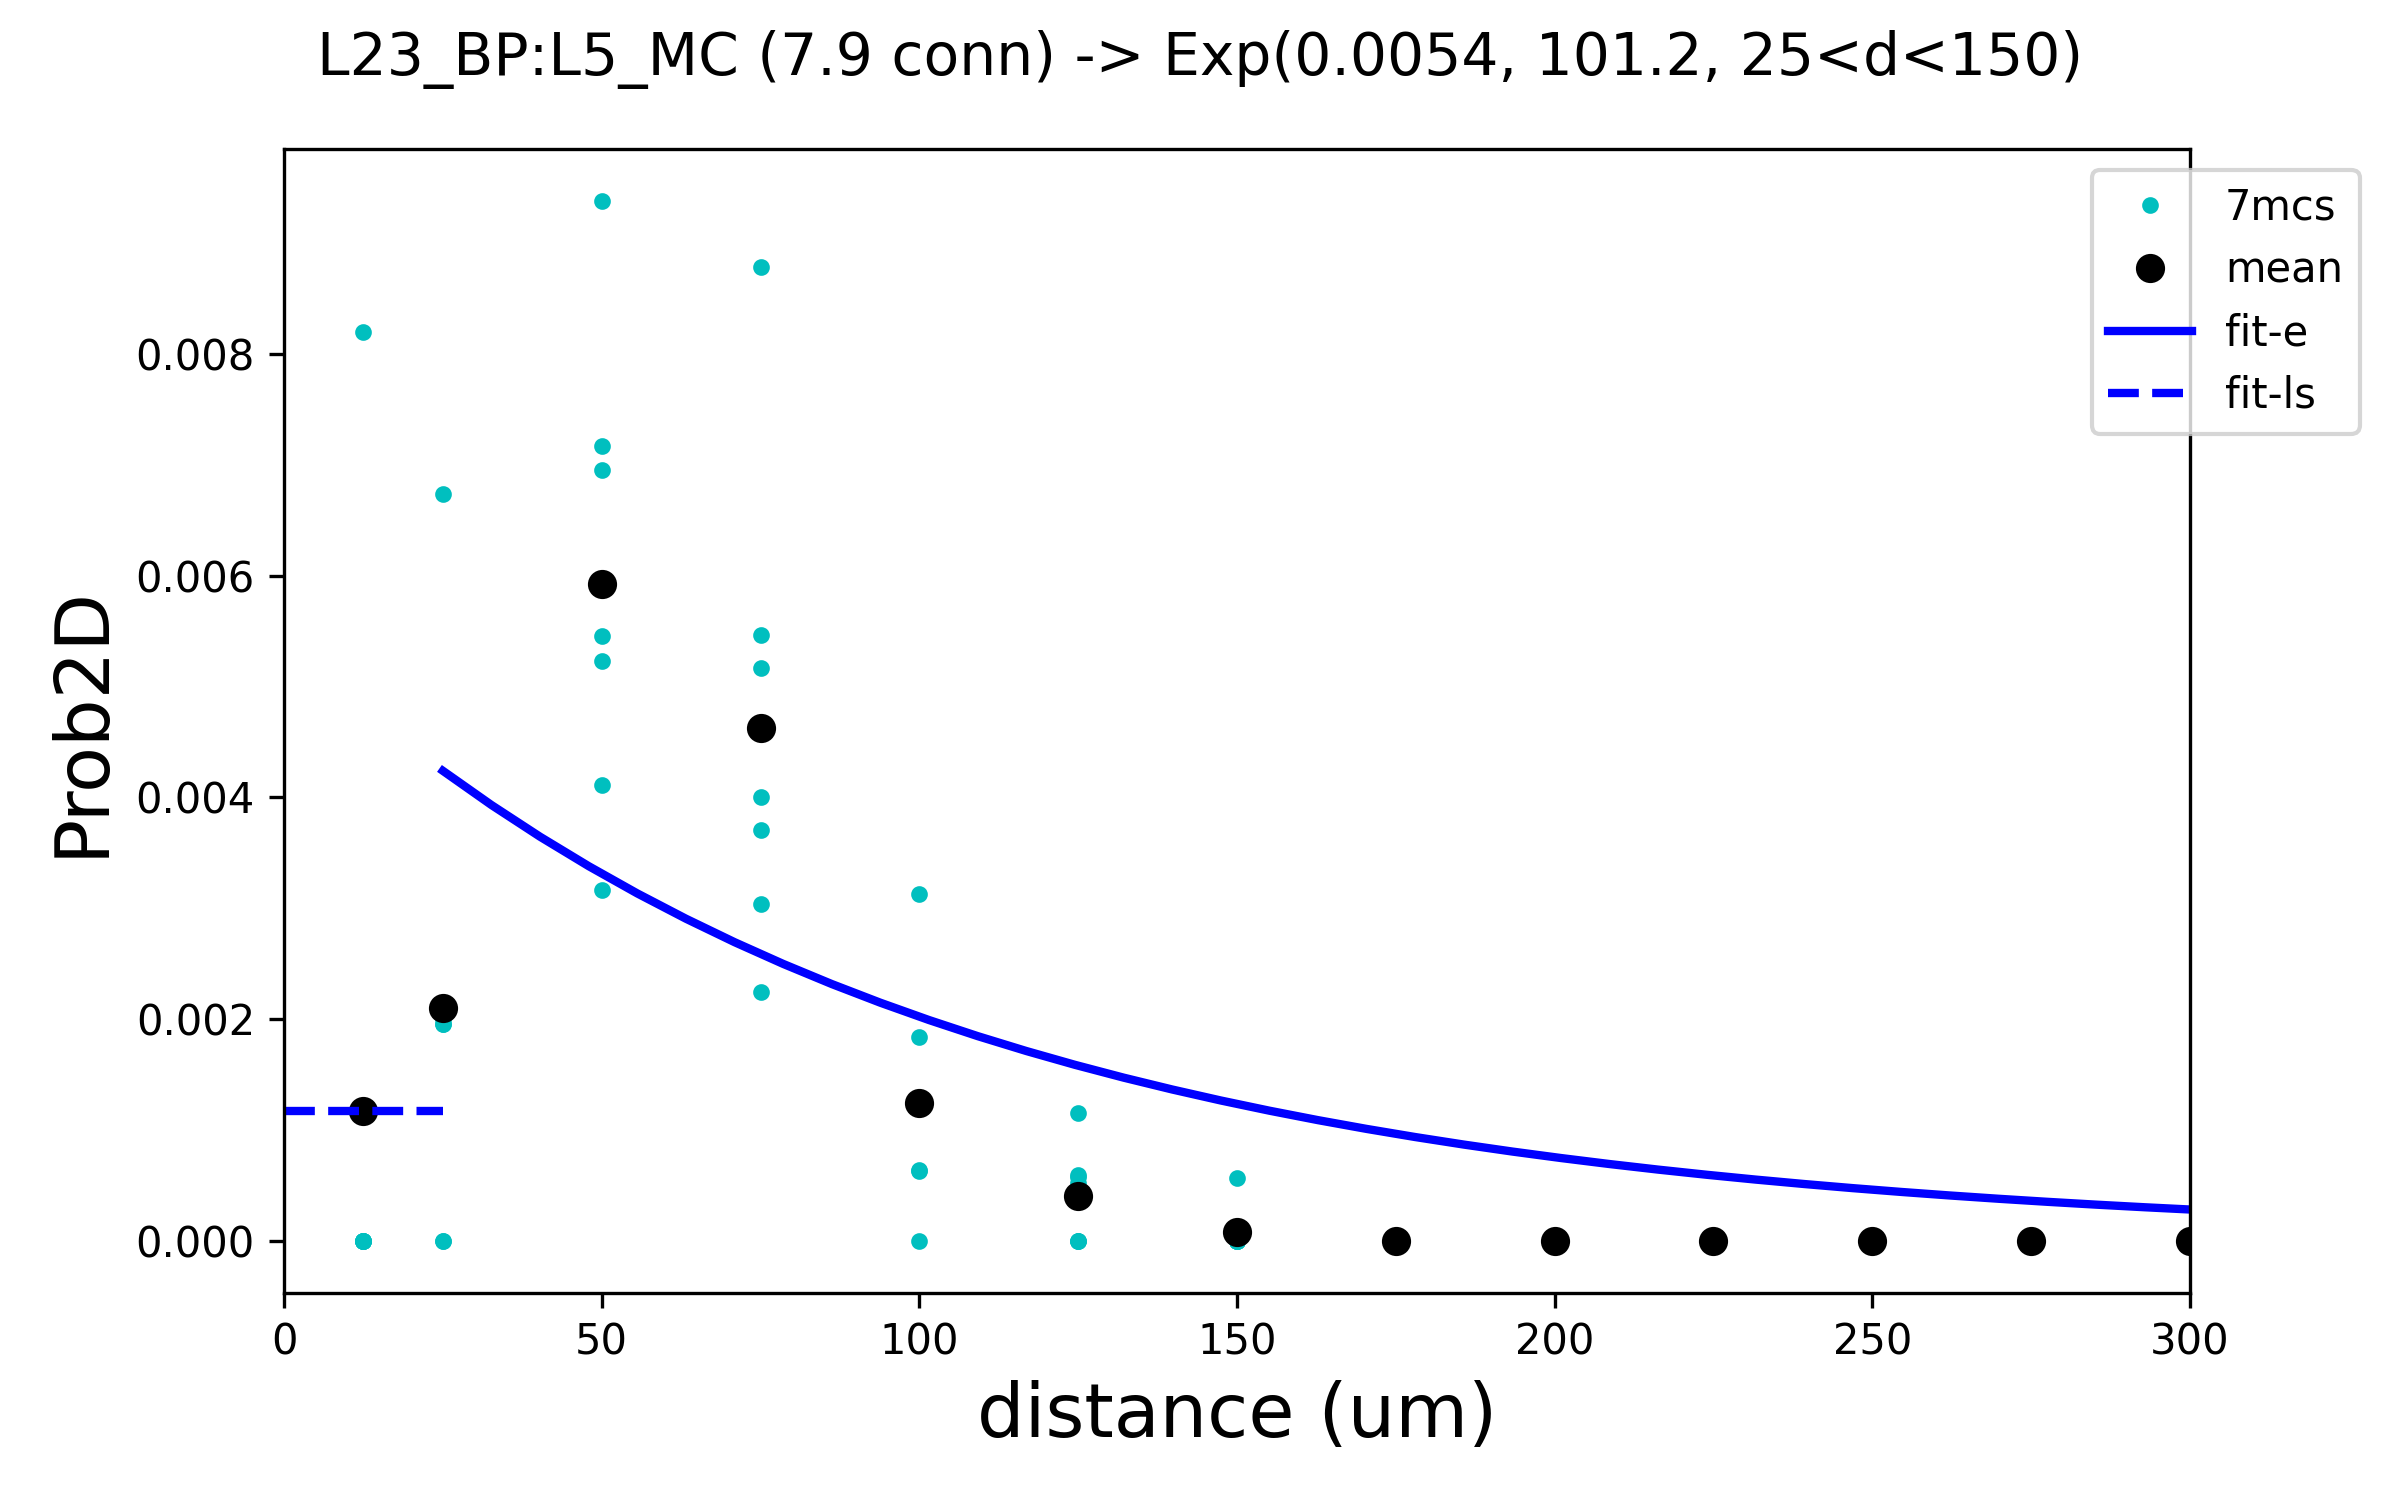 L23_BP:L5_MC (7.9 conn) -> Exp(0.0054, 101.2, 25<d<150)
7mcs
mean
fit-e
fit-ls
0.008
0.006
0.004
0.002
0.000
Prob2D
0 50 100 150 200 250 300
distance (um)